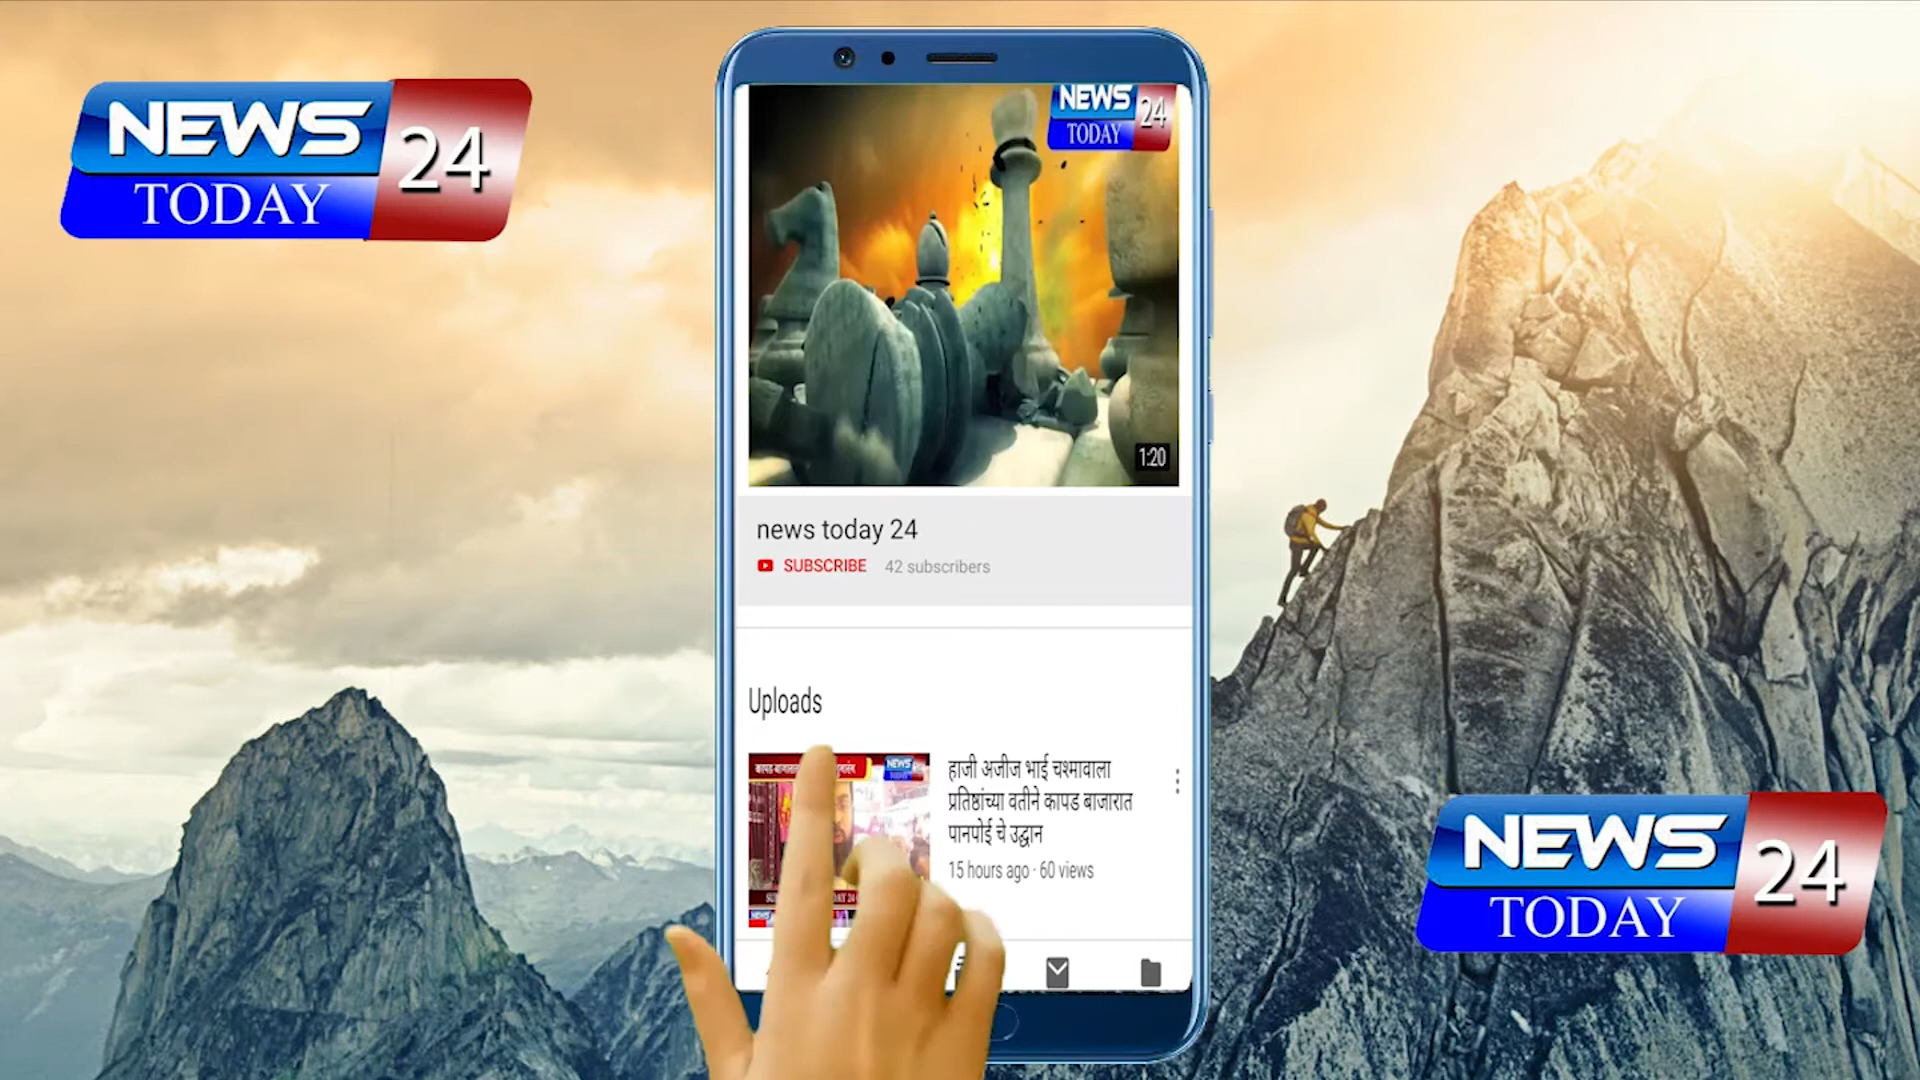 NEWS
TODAY
24
NEWS
TODAY
24
1:20
news today 24
SUBSCRIBE 42 subscribers
Uploads
हाजी अजीज भाई चश्मावाला
प्रतिष्ठांच्या वतीने कापड बाजारात
पानपोई चे उद्घान
15 hours ago · 60 views
NEWS
NEWS
TODAY
24